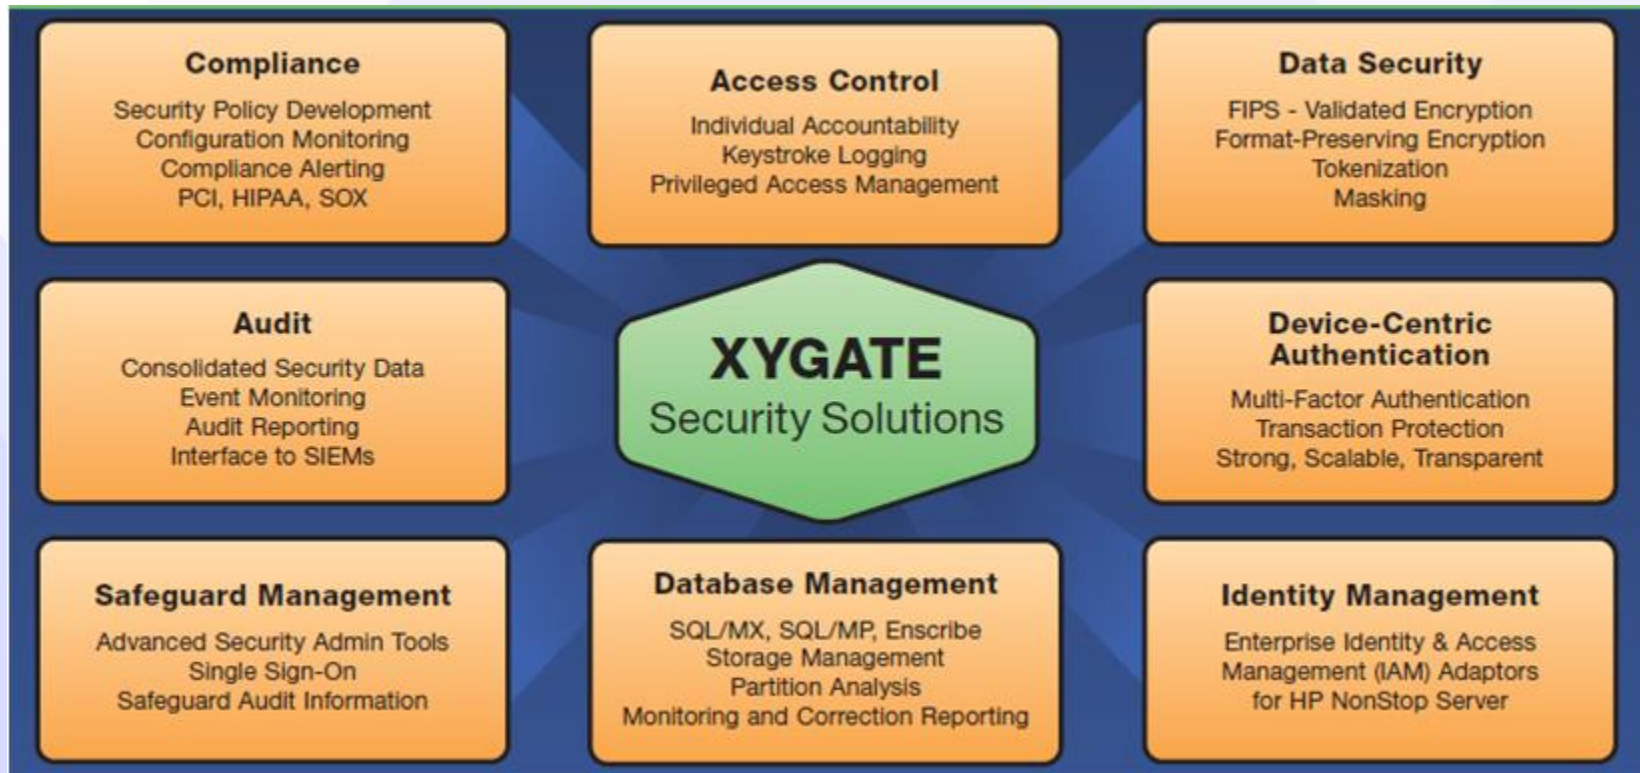 Compliance
Security Policy Development
Configuration Monitoring
Compliance Alerting
PCI, HIPAA, SOX
Access Control
Individual Accountability
Keystroke Logging
Privileged Access Management
Data Security
FIPS - Validated Encryption
Format-Preserving Encryption
Tokenization
Masking
Audit
Consolidated Security Data
Event Monitoring
Audit Reporting
Interface to SIEMs
XYGATE
Security Solutions
Device-Centric
Authentication
Multi-Factor Authentication
Transaction Protection
Strong, Scalable, Transparent
Safeguard Management
Advanced Security Admin Tools
Single Sign-On
Safeguard Audit Information
Database Management
SQL/MX, SQL/MP, Enscribe
Storage Management
Partition Analysis
Monitoring and Correction Reporting
Identity Management
Enterprise Identity & Access
Management (IAM) Adaptors
for HP NonStop Server